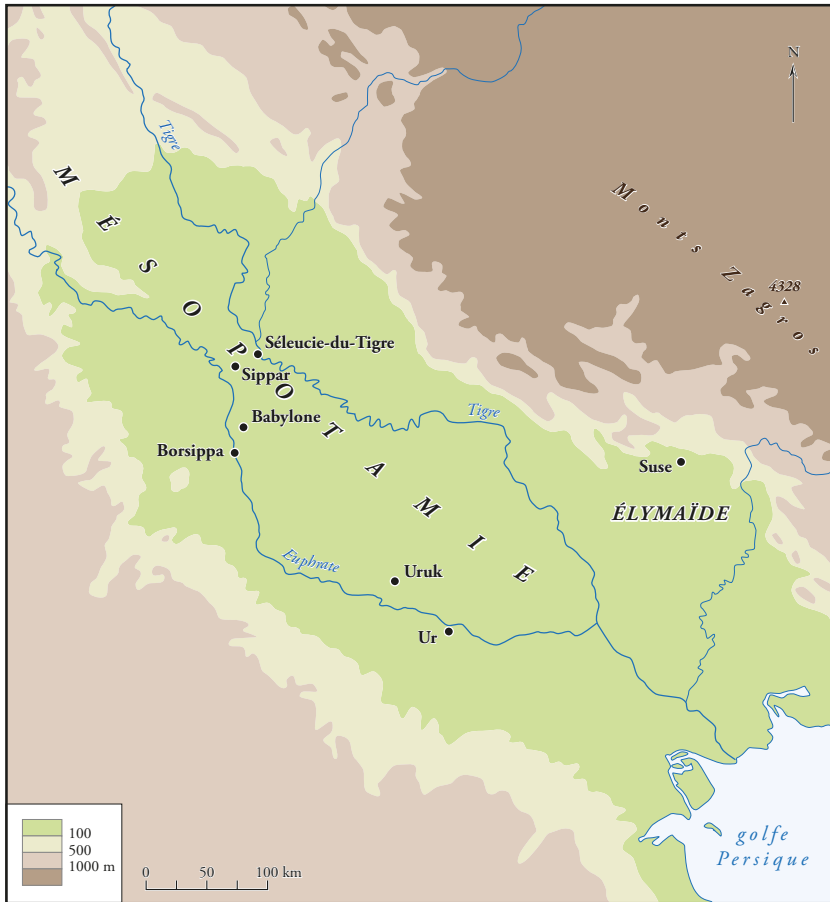 N
Tigre
MÉSOPOTAMIE
Monts Zagros
4328
Séleucie-du-Tigre
Sippar
Babylone
Tigre
Borsippa
Suse
ÉLYMAÏDE
Euphrate
Uruk
Ur
100
500
1000 m
0 50 100 km
golfe
Persique